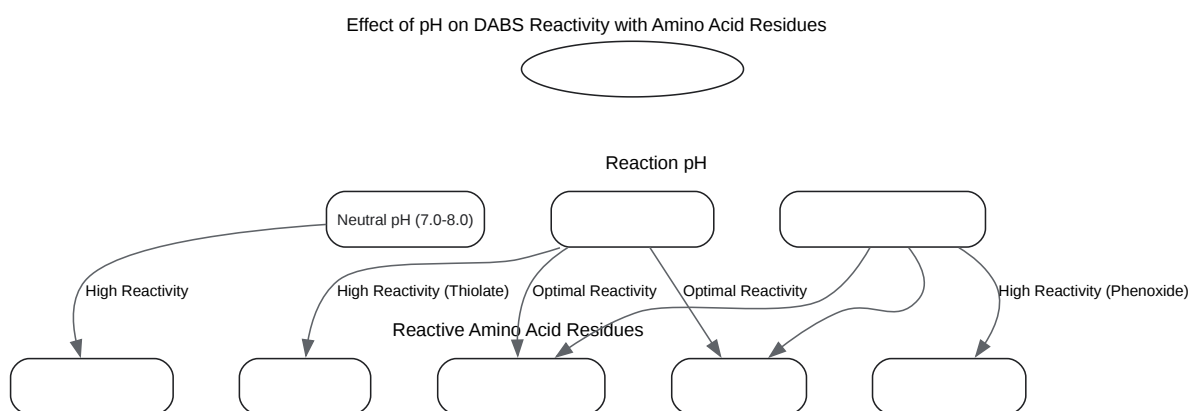 Effect of pH on DABS Reactivity with Amino Acid Residues
Reaction pH
Neutral pH (7.0-8.0)
High Reactivity
High Reactivity (Thiolate)
Optimal Reactivity
Optimal Reactivity
High Reactivity (Phenoxide)
Reactive Amino Acid Residues